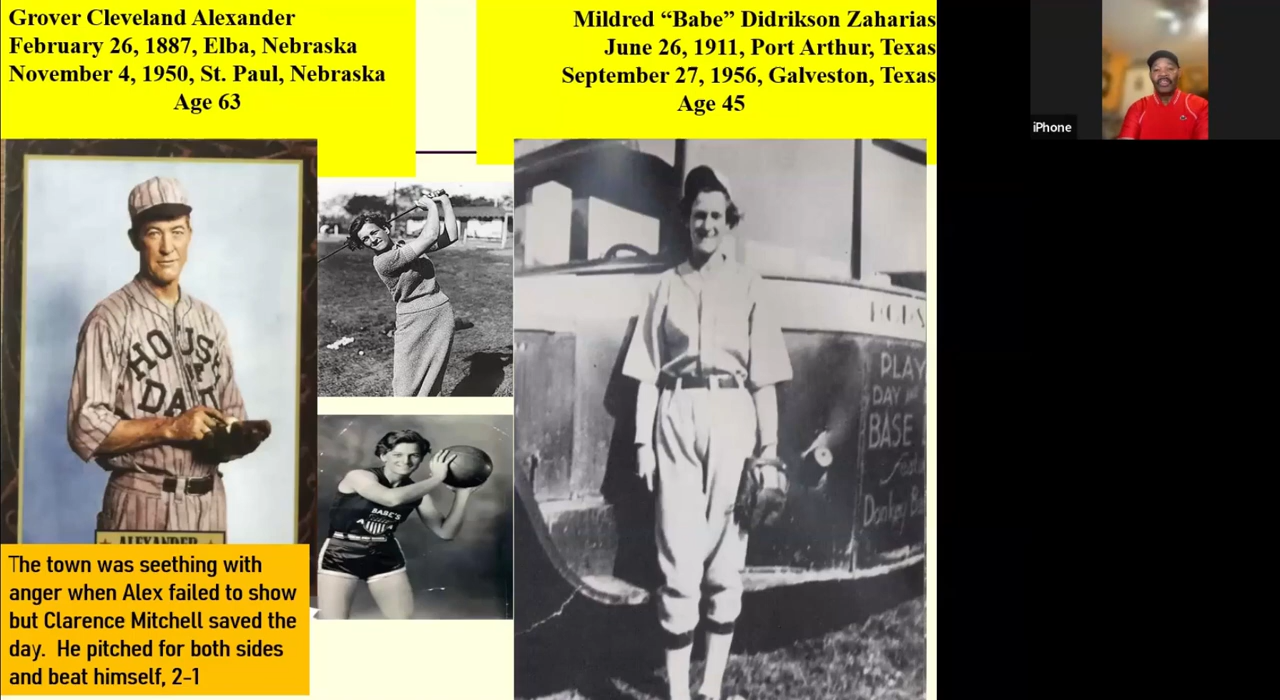 Grover Cleveland Alexander
February 26, 1887, Elba, Nebraska
November 4, 1950, St. Paul, Nebraska
Age 63
Mildred “Babe” Didrikson Zaharias
June 26, 1911, Port Arthur, Texas
September 27, 1956, Galveston, Texas
Age 45
iPhone
HOUSE
OF
DAVID
ALEXANDER
The town was seething with
anger when Alex failed to show
but Clarence Mitchell saved the
day. He pitched for both sides
and beat himself, 2-1
BABE'S
PLAY
DAY
BASE
Donkey